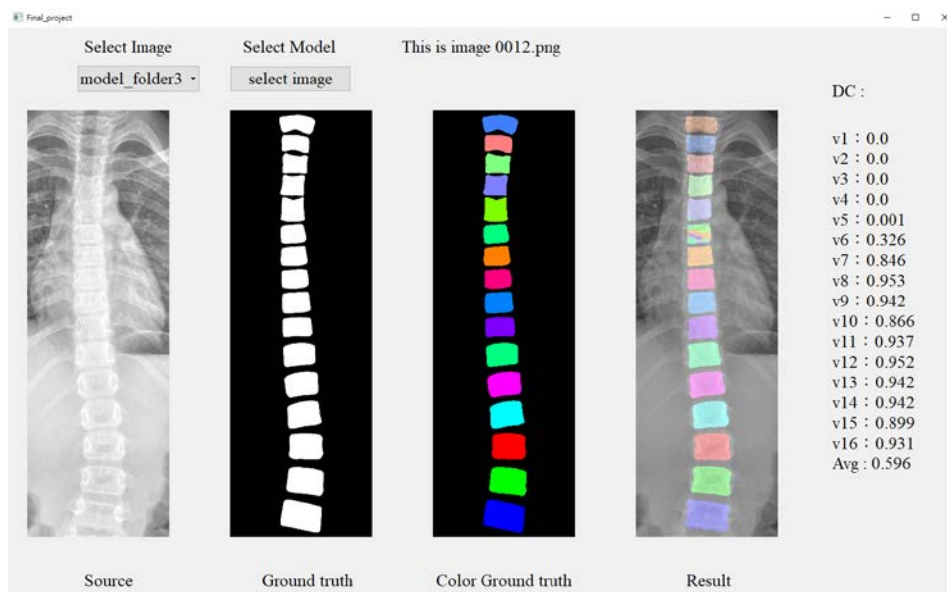 Final_project
Select Image
Select Model
This is image 0012.png
model_folder3
select image
DC :
v1：0.0
v2：0.0
v3：0.0
v4：0.0
v5：0.001
v6：0.326
v7：0.846
v8：0.953
v9：0.942
v10：0.866
v11：0.937
v12：0.952
v13：0.942
v14：0.942
v15：0.899
v16：0.931
Avg : 0.596
Source
Ground truth
Color Ground truth
Result